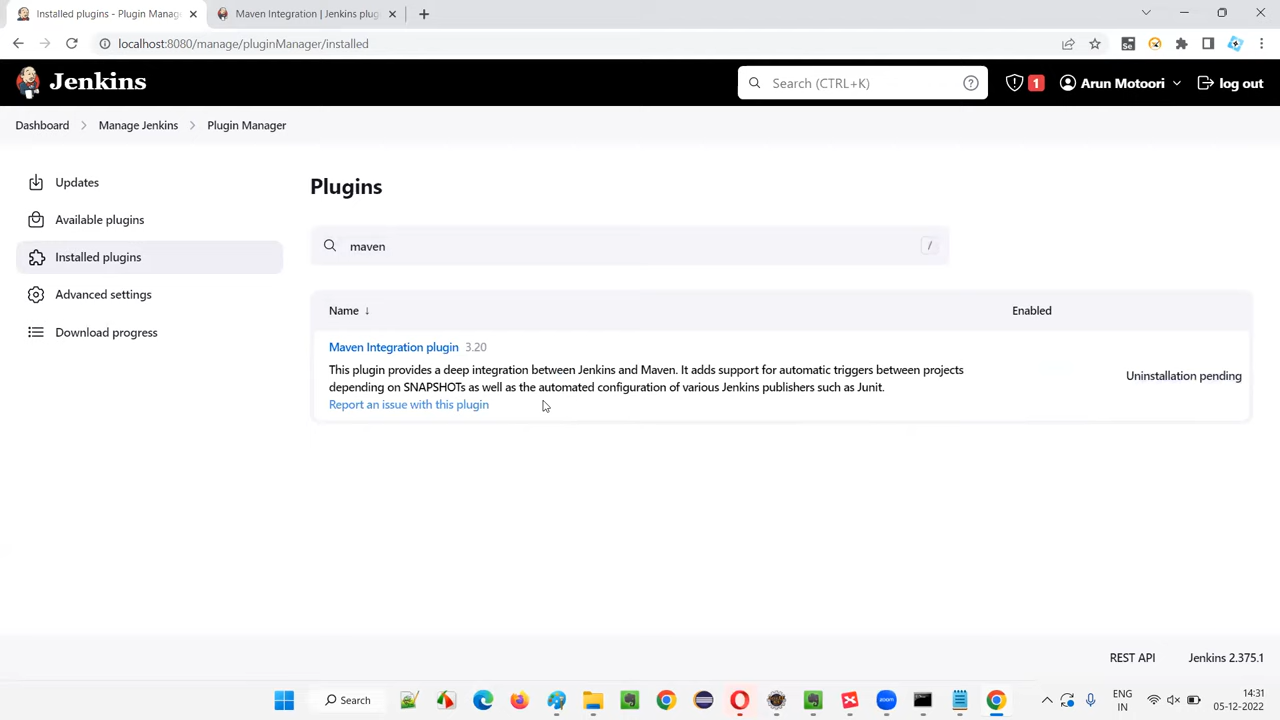 Installed plugins - Plugin Manag
Maven Integration | Jenkins plug
localhost:8080/manage/pluginManager/installed
Jenkins
Search (CTRL+K)
?
1
Arun Motoori
log out
Dashboard
Manage Jenkins
Plugin Manager
Updates
Available plugins
Installed plugins
Advanced settings
Download progress
Plugins
maven
/
Name ↓
Enabled
Maven Integration plugin 3.20
This plugin provides a deep integration between Jenkins and Maven. It adds support for automatic triggers between projects
depending on SNAPSHOTs as well as the automated configuration of various Jenkins publishers such as Junit.
Report an issue with this plugin
Uninstallation pending
REST API
Jenkins 2.375.1
Search
zoom
ENG
IN
14:31
05-12-2022